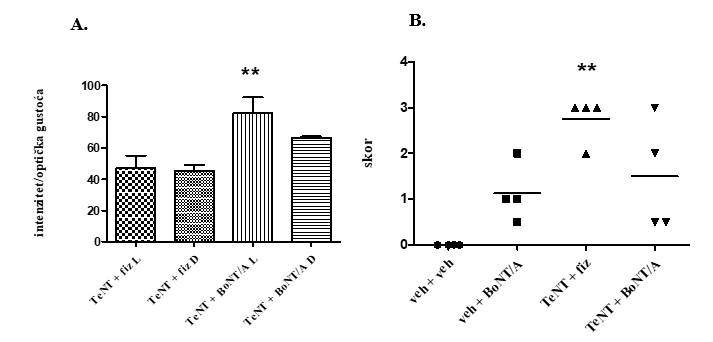 A.
**
intenzitet/optička gustoća
100
80
60
40
20
0
TeNT + fiz L
TeNT + fiz D
TeNT + BoNT/A L
TeNT + BoNT/A D
B.
**
skor
4
3
2
1
0
veh + veh
veh + BoNT/A
TeNT + fiz
TeNT + BoNT/A